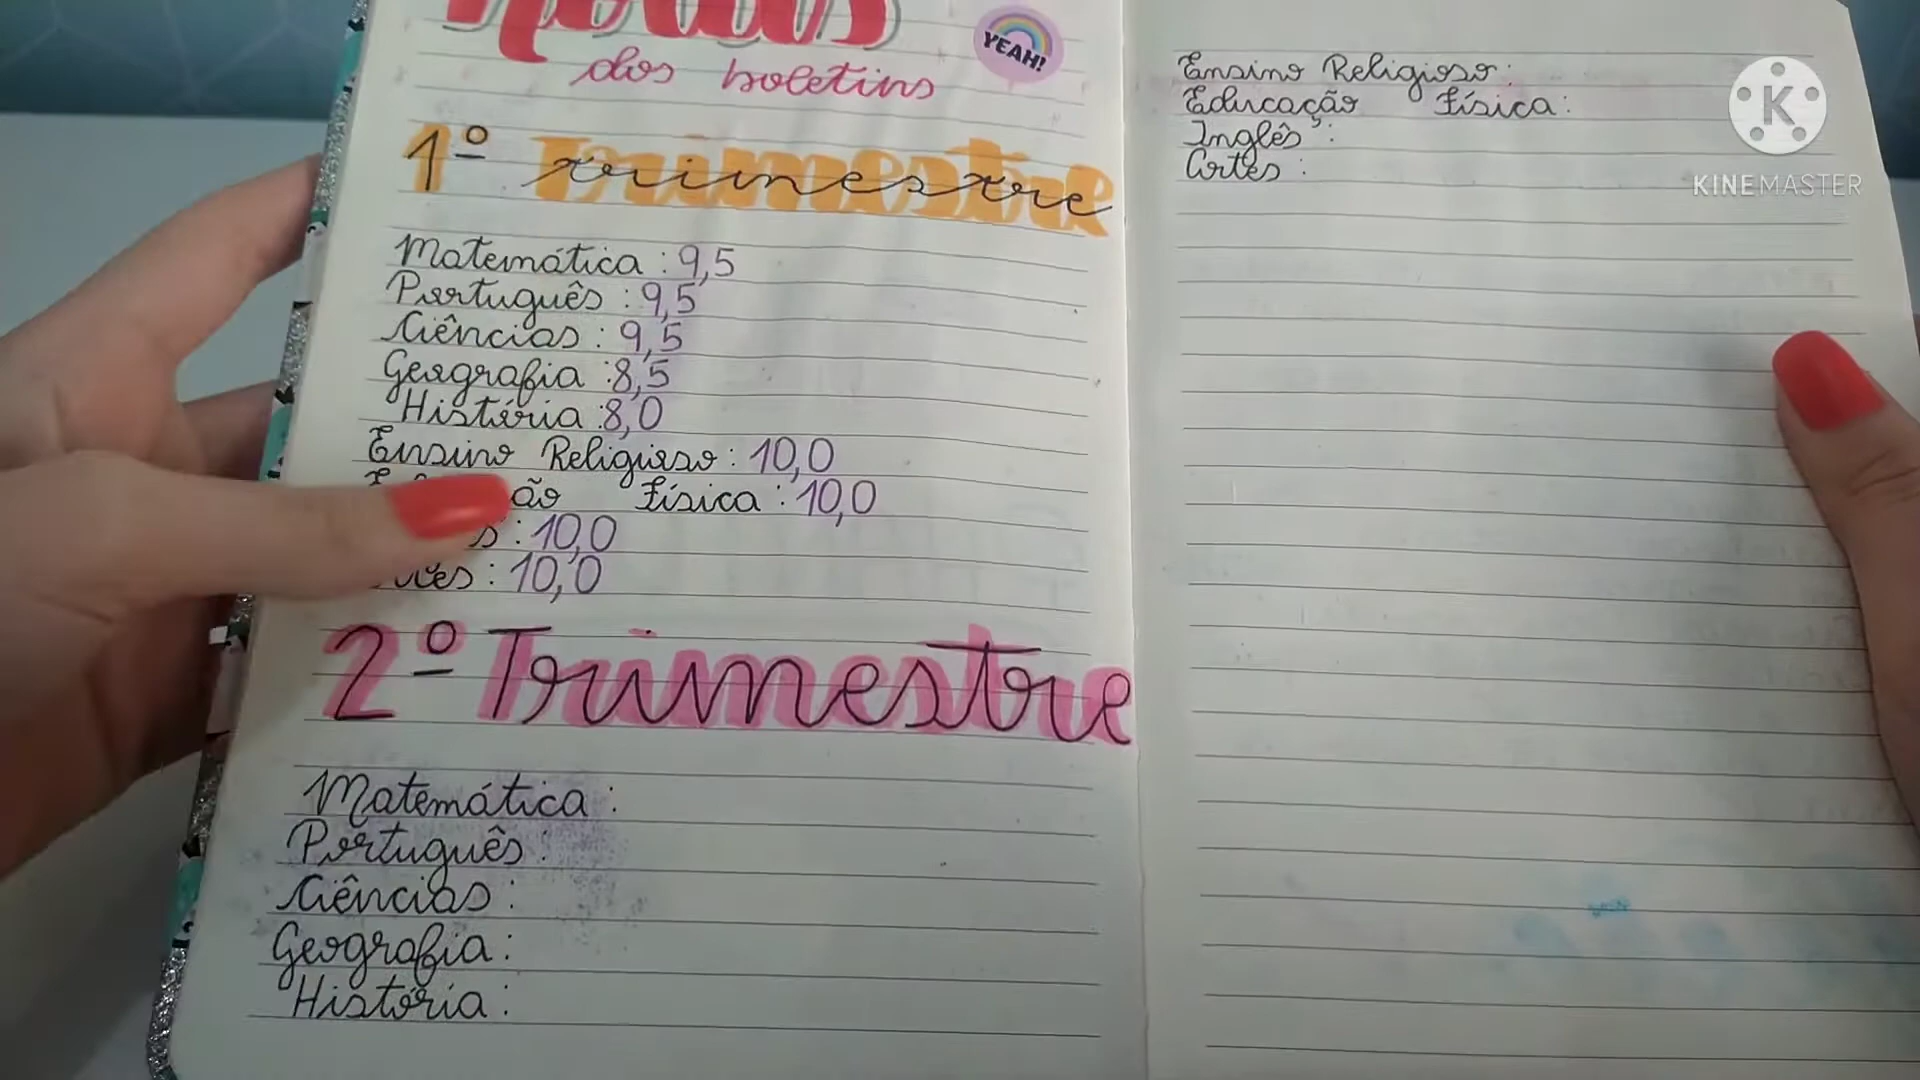 dos boletins
YEAH!
1º Trimestre
Matemática : 9,5
Português : 9,5
Ciências : 9,5
Geografia : 8,5
História : 8,0
Ensino Religioso : 10,0
Física : 10,0
: 10,0
: 10,0
2º Trimestre
Matemática :
Português :
Ciências :
Geografia :
História :
Ensino Religioso :
Educação Física :
Inglês :
Artes :
K
KINEMASTER